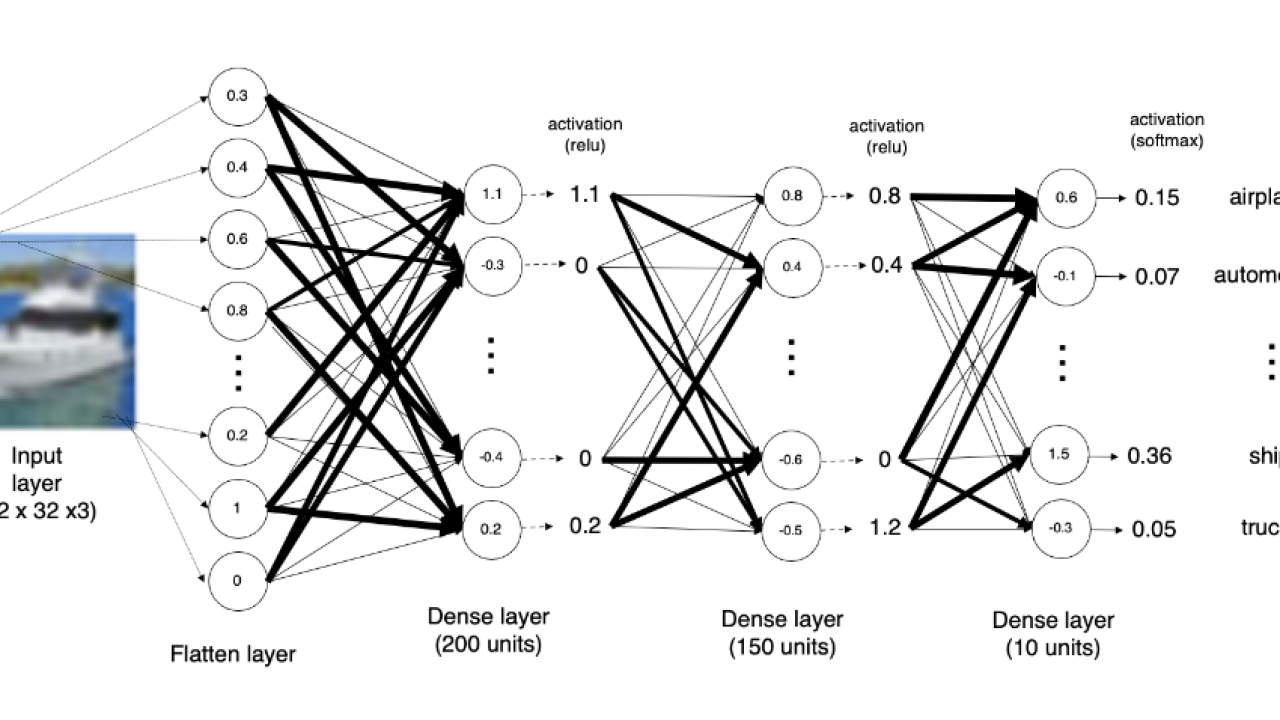 0.3
0.4
0.6
0.8
0.2
1
0
Input
layer
2 x 32 x3)
Flatten layer
1.1
-0.3
-0.4
0.2
Dense layer
(200 units)
activation
(relu)
1.1
0
0
0.2
0.8
0.4
-0.6
-0.5
Dense layer
(150 units)
activation
(relu)
0.8
0.4
0
1.2
0.6
-0.1
1.5
-0.3
Dense layer
(10 units)
activation
(softmax)
0.15
0.07
0.36
0.05
airpla
autome
ship
truc